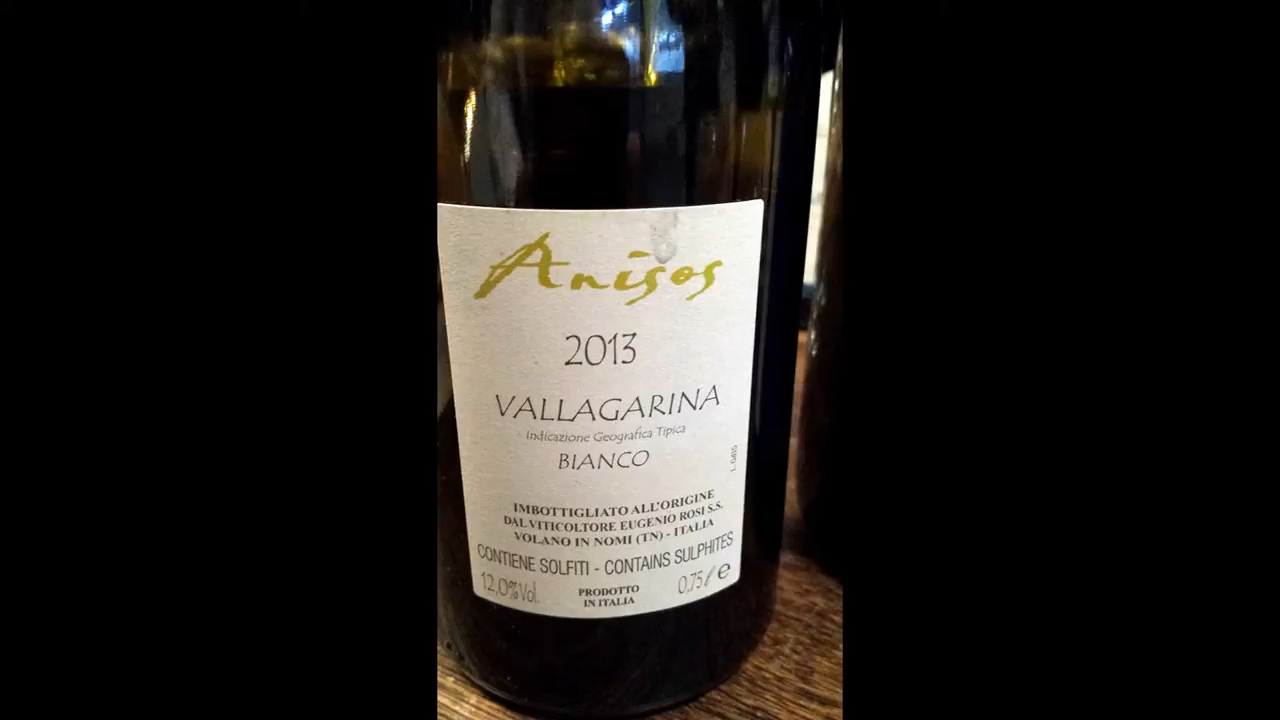 Anisos
2013
VALLAGARINA
Indicazione Geografica Tipica
BIANCO
IMBOTTIGLIATO ALL'ORIGINE
DAL VITICOLTORE EUGENIO ROSI S.S.
VOLANO IN NOMI (TN) - ITALIA
CONTIENE SOLFITI - CONTAINS SULPHITES
12,0%Vol.
PRODOTTO
IN ITALIA
0,75 ℓ e